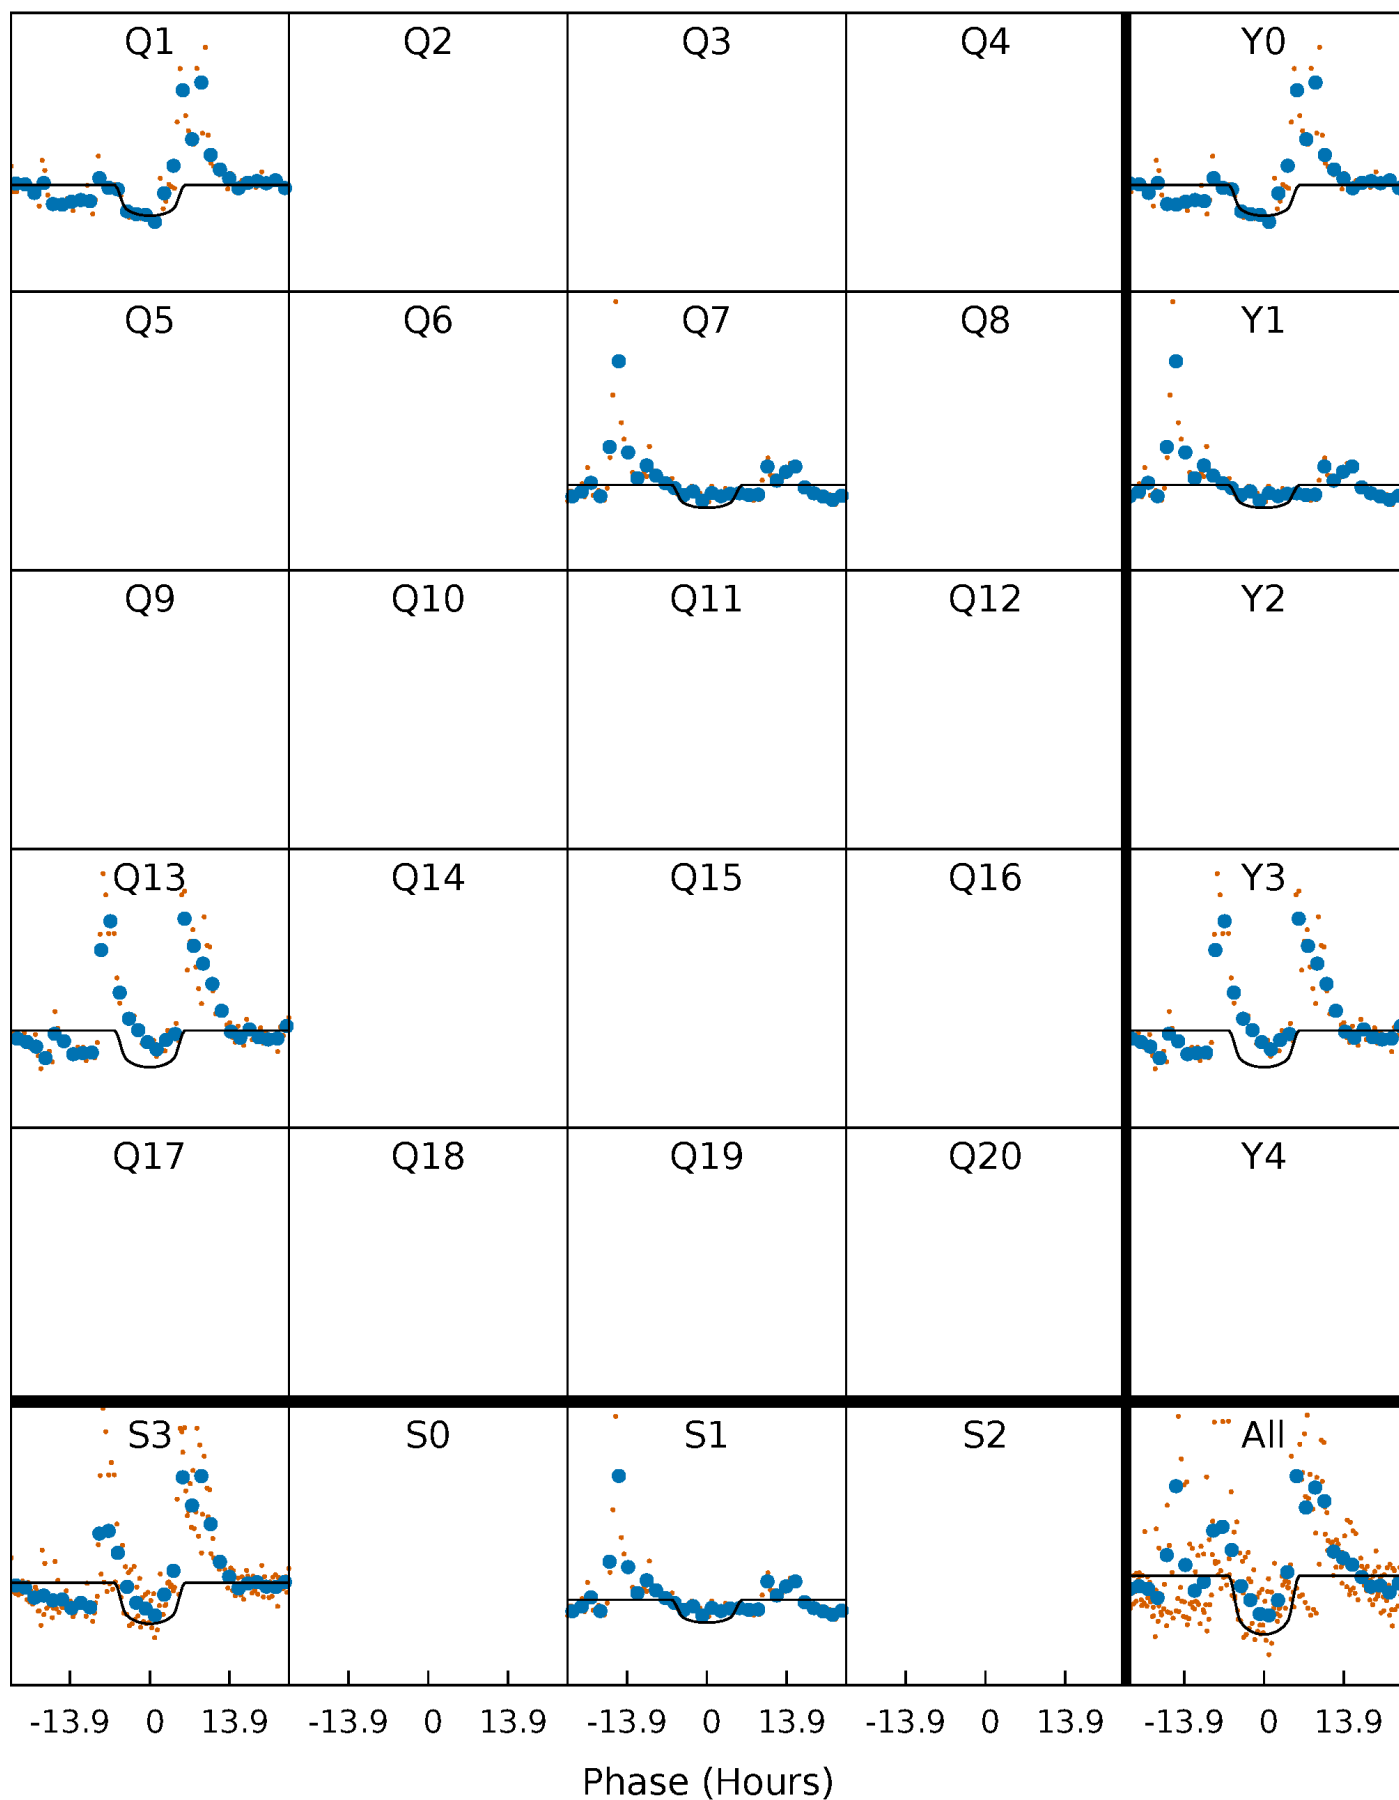 Q1 Q2 Q3 Q4 Y0
Q5 Q6 Q7 Q8 Y1
Q9 Q10 Q11 Q12 Y2
Q13 Q14 Q15 Q16 Y3
Q17 Q18 Q19 Q20 Y4
S3 S0 S1 S2 All
-13.9 0 13.9 -13.9 0 13.9 -13.9 0 13.9 -13.9 0 13.9 -13.9 0 13.9
Phase (Hours)